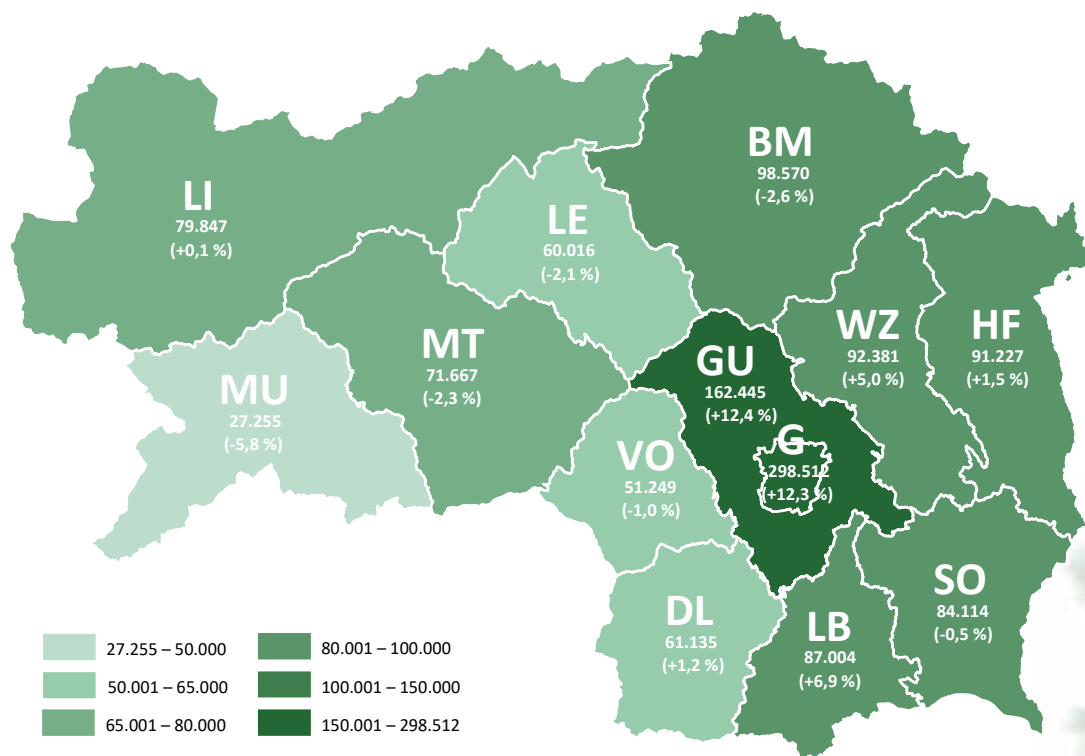 BM
98.570
(-2,6 %)
LI
79.847
(+0,1 %)
LE
60.016
(-2,1 %)
WZ
92.381
(+5,0 %)
HF
91.227
(+1,5 %)
MT
71.667
(-2,3 %)
GU
162.445
(+12,4 %)
MU
27.255
(-5,8 %)
G
298.512
(+12,3 %)
VO
51.249
(-1,0 %)
SO
84.114
(-0,5 %)
DL
61.135
(+1,2 %)
LB
87.004
(+6,9 %)
27.255 – 50.000
50.001 – 65.000
65.001 – 80.000
80.001 – 100.000
100.001 – 150.000
150.001 – 298.512